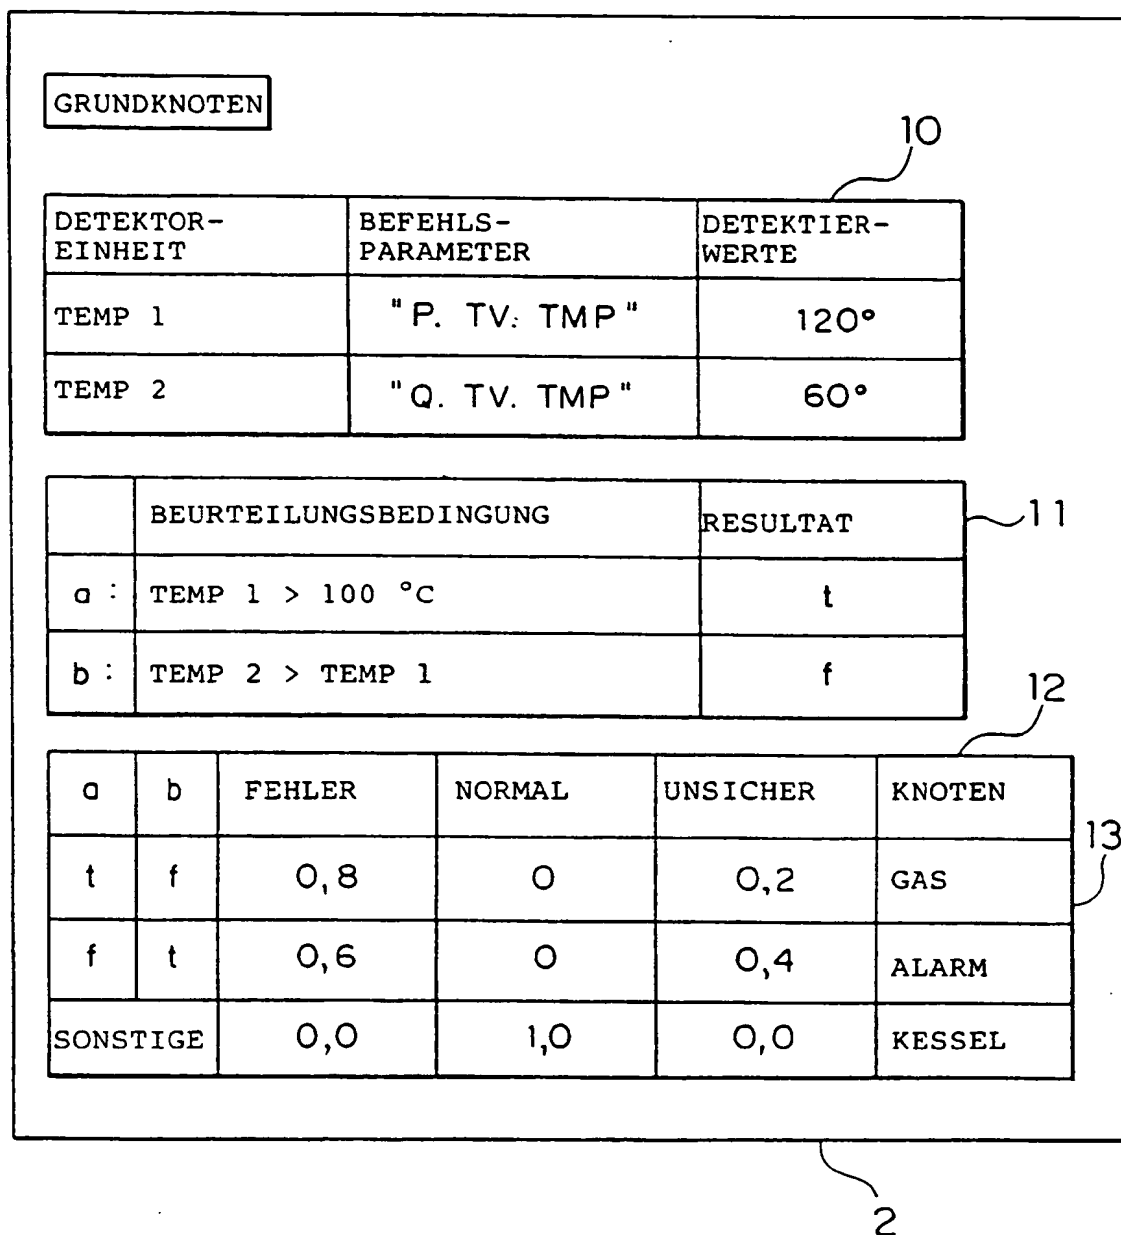 GRUNDKNOTEN
10
DETEKTOR-
EINHEIT
BEFEHLS-
PARAMETER
DETEKTIER-
WERTE
TEMP 1 "P. TV. TMP" 120°
TEMP 2 "Q. TV. TMP" 60°
BEURTEILUNGSBEDINGUNG RESULTAT
11
a: TEMP 1 > 100 °C t
b: TEMP 2 > TEMP 1 f
12
a b FEHLER NORMAL UNSICHER KNOTEN
13
t f 0,8 0 0,2 GAS
f t 0,6 0 0,4 ALARM
SONSTIGE 0,0 1,0 0,0 KESSEL
2